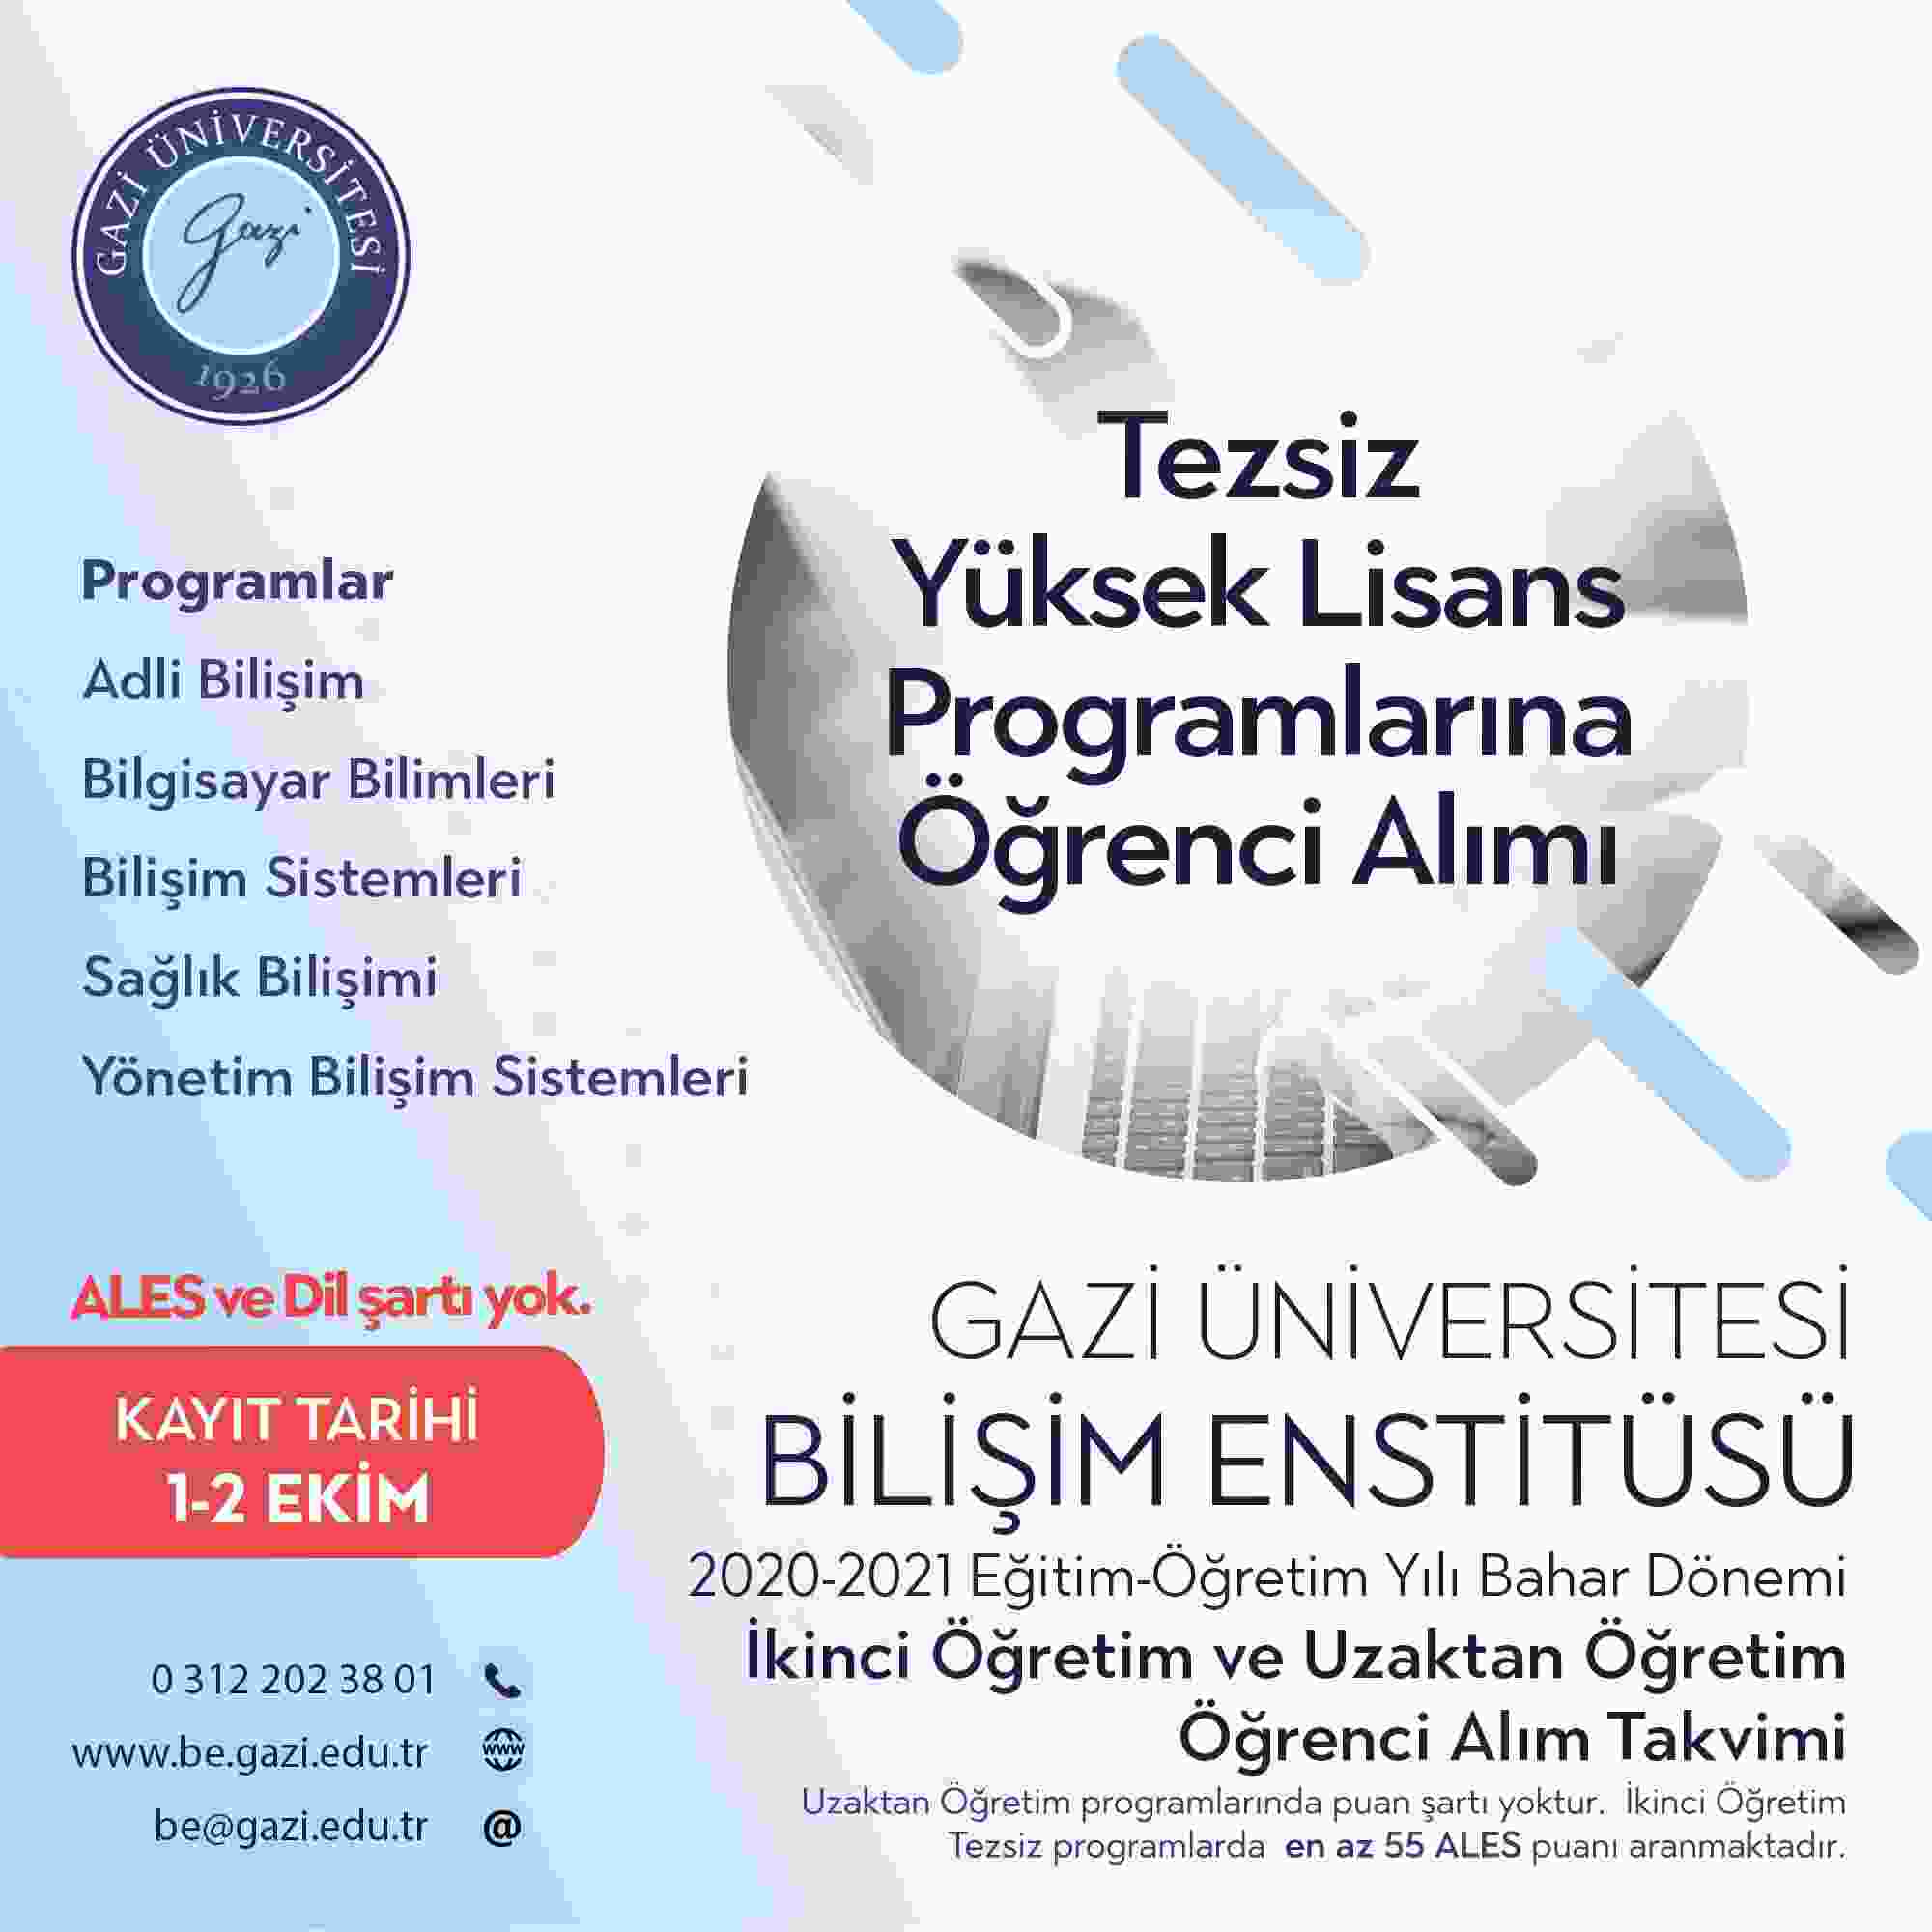 GAZİ ÜNİVERSİTESİ
Gazi
1926
Tezsiz
Yüksek Lisans
Programlarına
Öğrenci Alımı
Programlar
Adli Bilişim
Bilgisayar Bilimleri
Bilişim Sistemleri
Sağlık Bilişimi
Yönetim Bilişim Sistemleri
ALES ve Dil şartı yok.
KAYIT TARİHİ
1-2 EKİM
0 312 202 38 01
www.be.gazi.edu.tr
WWW
be@gazi.edu.tr
@
GAZİ ÜNİVERSİTESİ
BİLİŞİM ENSTİTÜSÜ
2020-2021 Eğitim-Öğretim Yılı Bahar Dönemi
İkinci Öğretim ve Uzaktan Öğretim
Öğrenci Alım Takvimi
Uzaktan Öğretim programlarında puan şartı yoktur. İkinci Öğretim
Tezsiz programlarda en az 55 ALES puanı aranmaktadır.